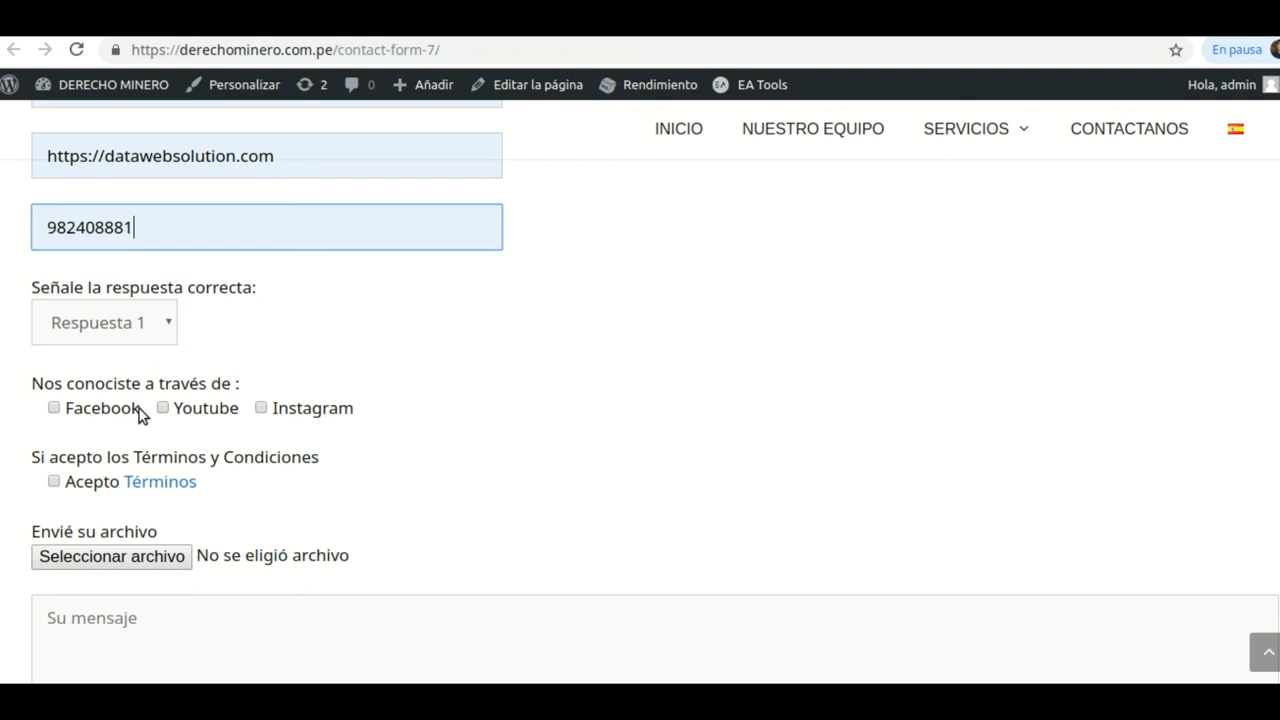 https://derechominero.com.pe/contact-form-7/
En pausa
DERECHO MINERO Personalizar 2 0 Añadir Editar la página Rendimiento EA Tools Hola, admin
INICIO NUESTRO EQUIPO SERVICIOS CONTACTANOS
https://datawebsolution.com
982408881
Señale la respuesta correcta:
Respuesta 1
Nos conociste a través de :
Facebook Youtube Instagram
Si acepto los Términos y Condiciones
Acepto Términos
Envié su archivo
Seleccionar archivo No se eligió archivo
Su mensaje